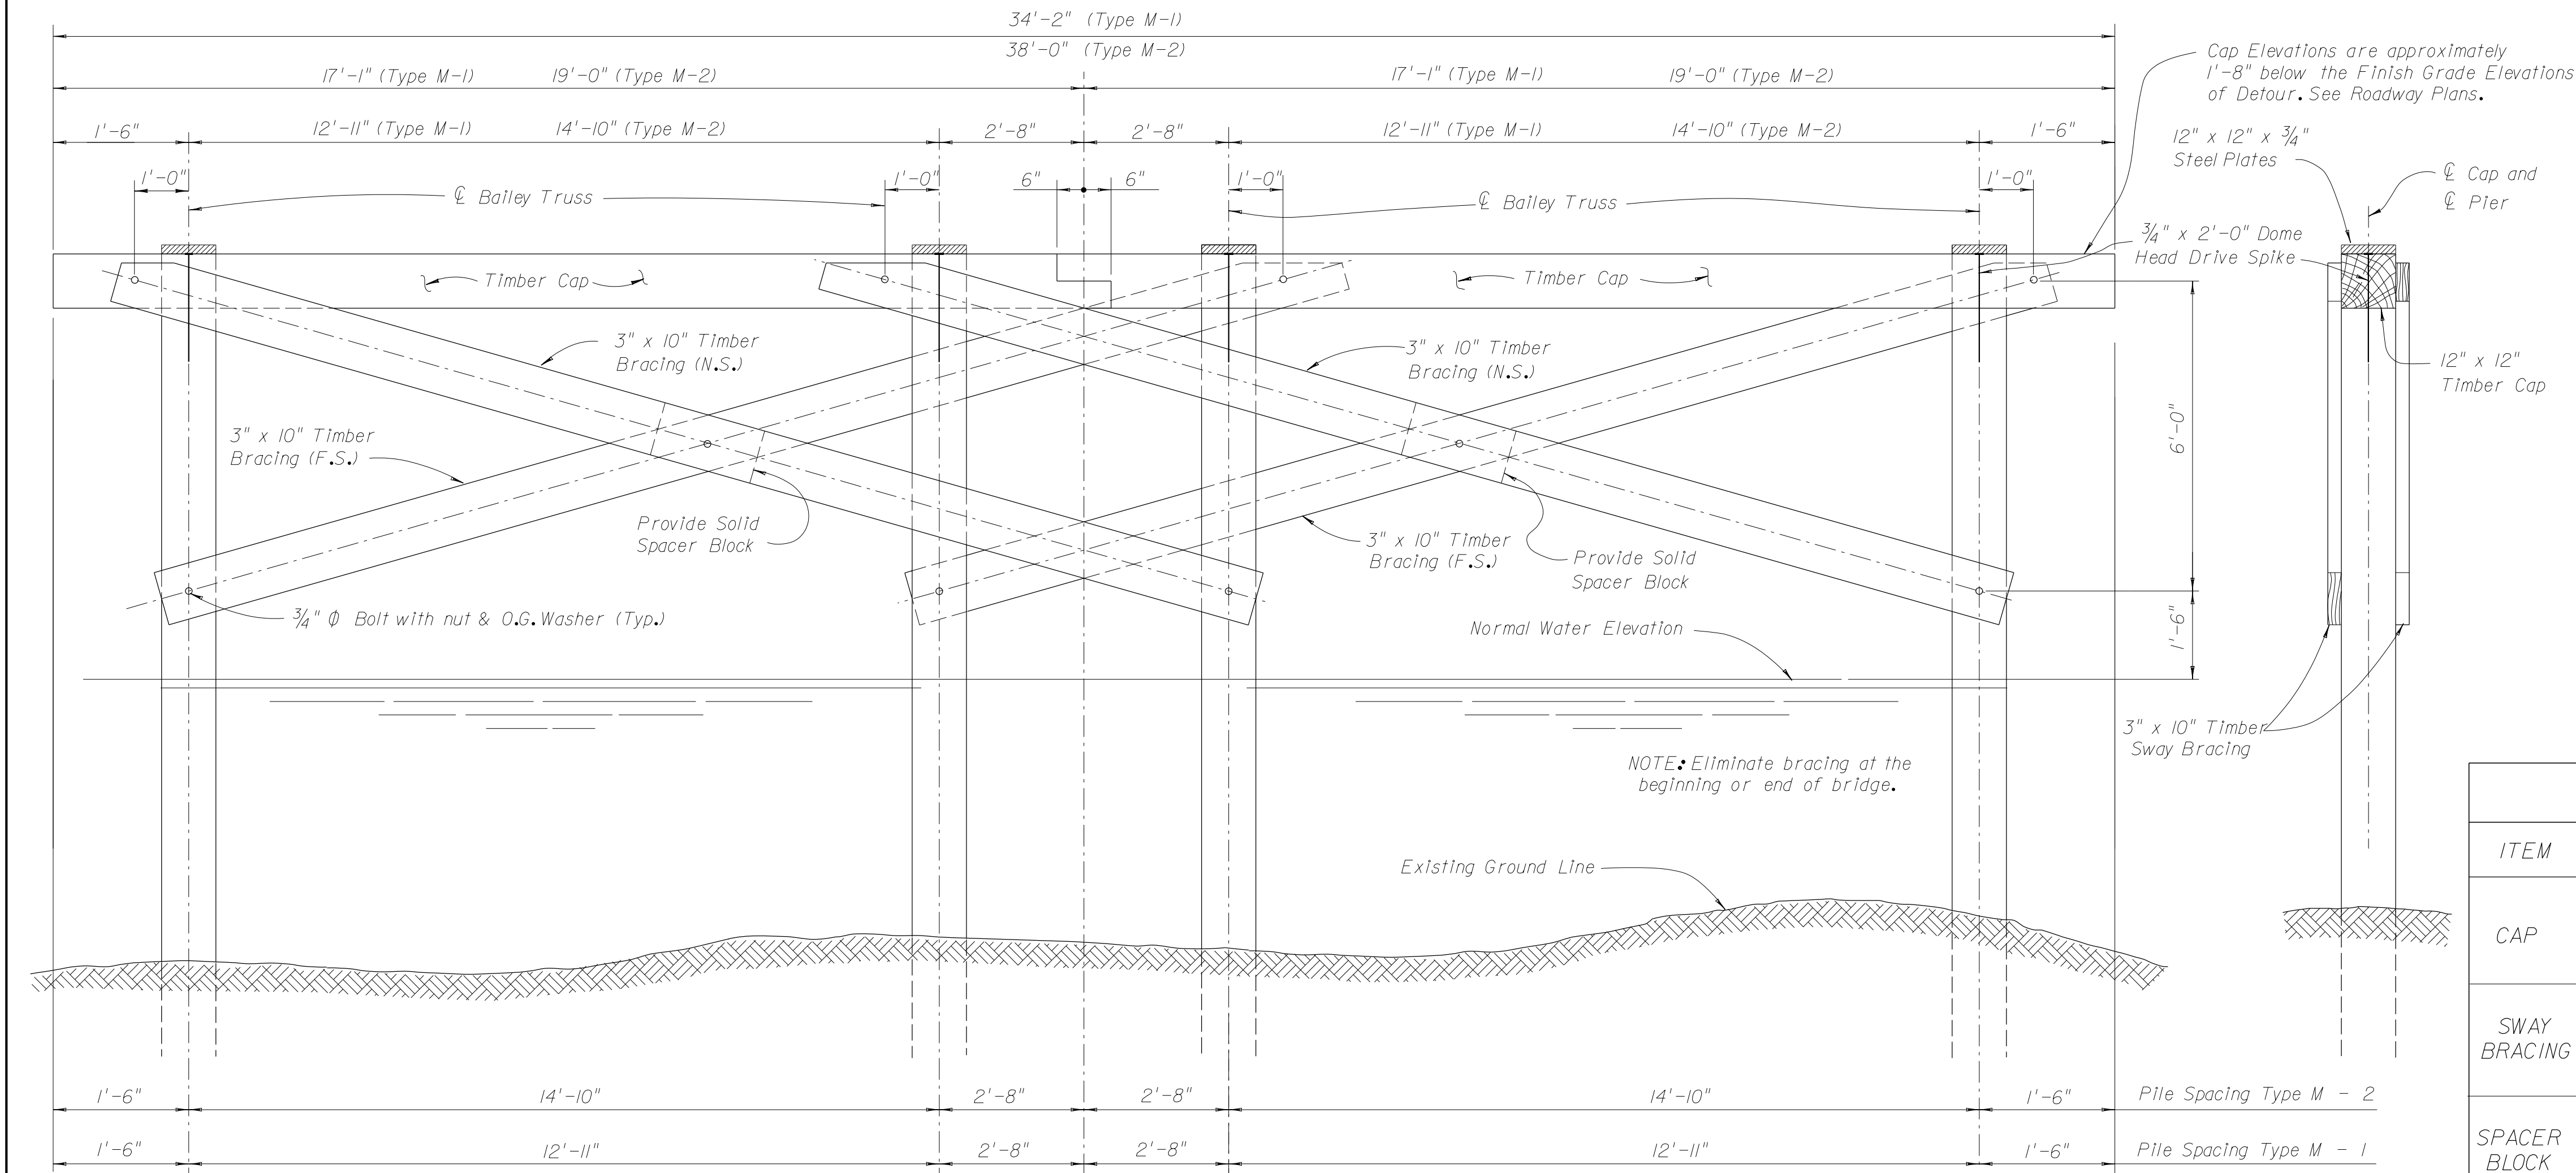 34'-2" (Type M-1)
38'-0" (Type M-2)
17'-1" (Type M-1) 19'-0" (Type M-2) 17'-1" (Type M-1) 19'-0" (Type M-2)
1'-6" 12'-11" (Type M-1) 14'-10" (Type M-2) 2'-8" 2'-8" 12'-11" (Type M-1) 14'-10" (Type M-2) 1'-6"
1'-0" 1'-0" 6" 6" 1'-0" 1'-0"
℄ Bailey Truss
℄ Bailey Truss
Cap Elevations are approximately
1'-8" below the Finish Grade Elevations
of Detour. See Roadway Plans.
12" x 12" x ¾"
Steel Plates
℄ Cap and
℄ Pier
¾" x 2'-0" Dome
Head Drive Spike
Timber Cap
Timber Cap
3" x 10" Timber
Bracing (N.S.)
3" x 10" Timber
Bracing (N.S.)
12" x 12"
Timber Cap
6'-0"
3" x 10" Timber
Bracing (F.S.)
Provide Solid
Spacer Block
3" x 10" Timber
Bracing (F.S.)
Provide Solid
Spacer Block
¾" ϕ Bolt with nut & O.G. Washer (Typ.)
Normal Water Elevation
1'-6"
3" x 10" Timber
Sway Bracing
NOTE: Eliminate bracing at the
beginning or end of bridge.
Existing Ground Line
ITEM
CAP
SWAY
BRACING
SPACER
BLOCK
1'-6" 14'-10" 2'-8" 2'-8" 14'-10" 1'-6" Pile Spacing Type M - 2
1'-6" 12'-11" 2'-8" 2'-8" 12'-11" 1'-6" Pile Spacing Type M - 1